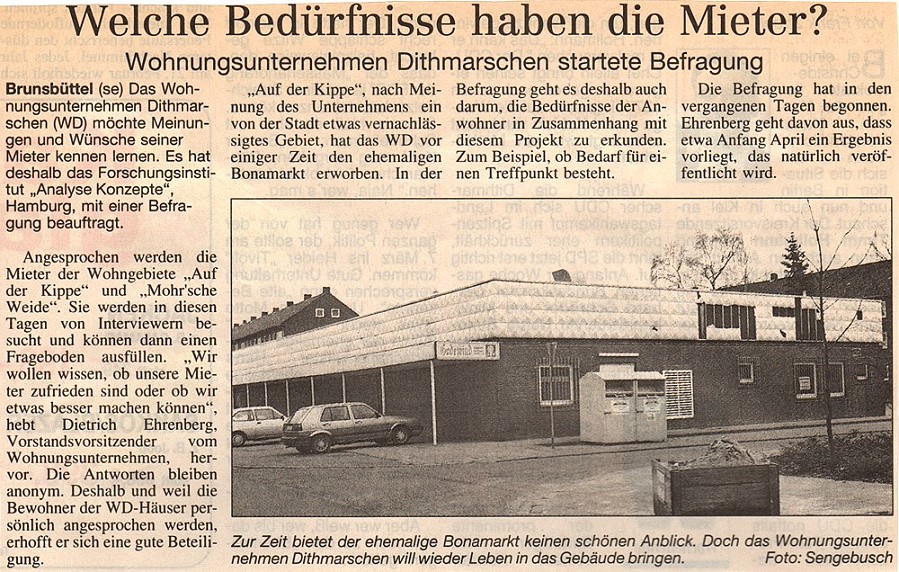 Welche Bedürfnisse haben die Mieter?
Wohnungsunternehmen Dithmarschen startete Befragung
Brunsbüttel (se) Das Woh-
nungsunternehmen Dithmar-
schen (WD) möchte Meinun-
gen und Wünsche seiner
Mieter kennen lernen. Es hat
deshalb das Forschungsinsti-
tut „Analyse Konzepte“,
Hamburg, mit einer Befra-
gung beauftragt.
Angesprochen werden die
Mieter der Wohngebiete „Auf
der Kippe“ und „Mohr'sche
Weide“. Sie werden in diesen
Tagen von Interviewern be-
sucht und können dann einen
Frageboden ausfüllen. „Wir
wollen wissen, ob unsere Mie-
ter zufrieden sind oder ob wir
etwas besser machen können“,
hebt Dietrich Ehrenberg,
Vorstandsvorsitzender vom
Wohnungsunternehmen, her-
vor. Die Antworten bleiben
anonym. Deshalb und weil die
Bewohner der WD-Häuser per-
sönlich angesprochen werden,
erhofft er sich eine gute Beteili-
gung.
„Auf der Kippe“, nach Mei-
nung des Unternehmens ein
von der Stadt etwas vernachläs-
sigtes Gebiet, hat das WD vor
einiger Zeit den ehemaligen
Bonamarkt erworben. In der
Befragung geht es deshalb auch
darum, die Bedürfnisse der An-
wohner in Zusammenhang mit
diesem Projekt zu erkunden.
Zum Beispiel, ob Bedarf für ei-
nen Treffpunkt besteht.
Die Befragung hat in den
vergangenen Tagen begonnen.
Ehrenberg geht davon aus, dass
etwa Anfang April ein Ergebnis
vorliegt, das natürlich veröf-
fentlicht wird.
Zur Zeit bietet der ehemalige Bonamarkt keinen schönen Anblick. Doch das Wohnungsunter-
nehmen Dithmarschen will wieder Leben in das Gebäude bringen. Foto: Sengebusch